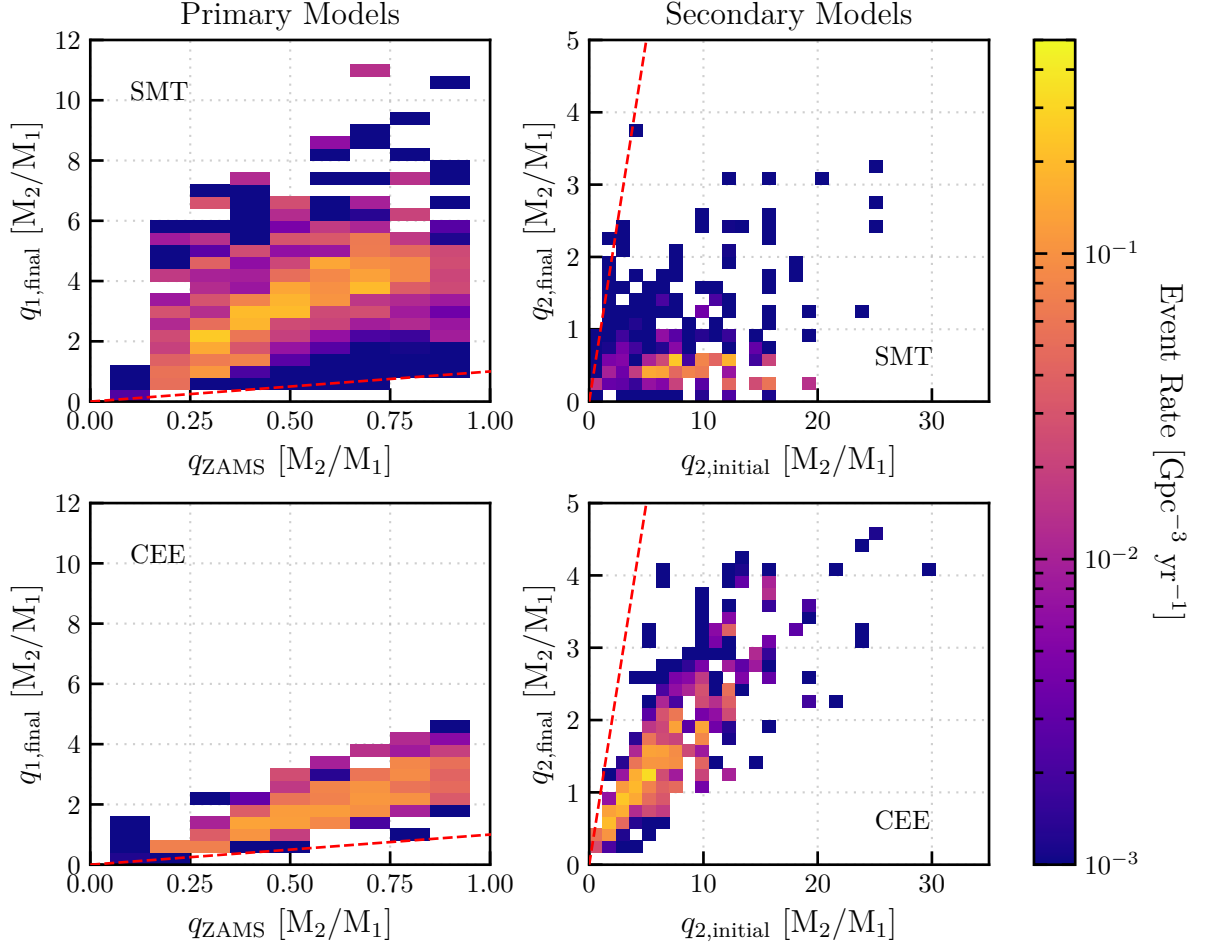 Primary Models
Secondary Models
12
10
8
6
4
2
0
q1,final [M2/M1]
SMT
0.00 0.25 0.50 0.75 1.00
qZAMS [M2/M1]
5
4
3
2
1
0
q2,final [M2/M1]
SMT
0 10 20 30
q2,initial [M2/M1]
12
10
8
6
4
2
0
q1,final [M2/M1]
CEE
0.00 0.25 0.50 0.75 1.00
qZAMS [M2/M1]
5
4
3
2
1
0
q2,final [M2/M1]
CEE
0 10 20 30
q2,initial [M2/M1]
10−1
10−2
10−3
Event Rate [Gpc−3 yr−1]